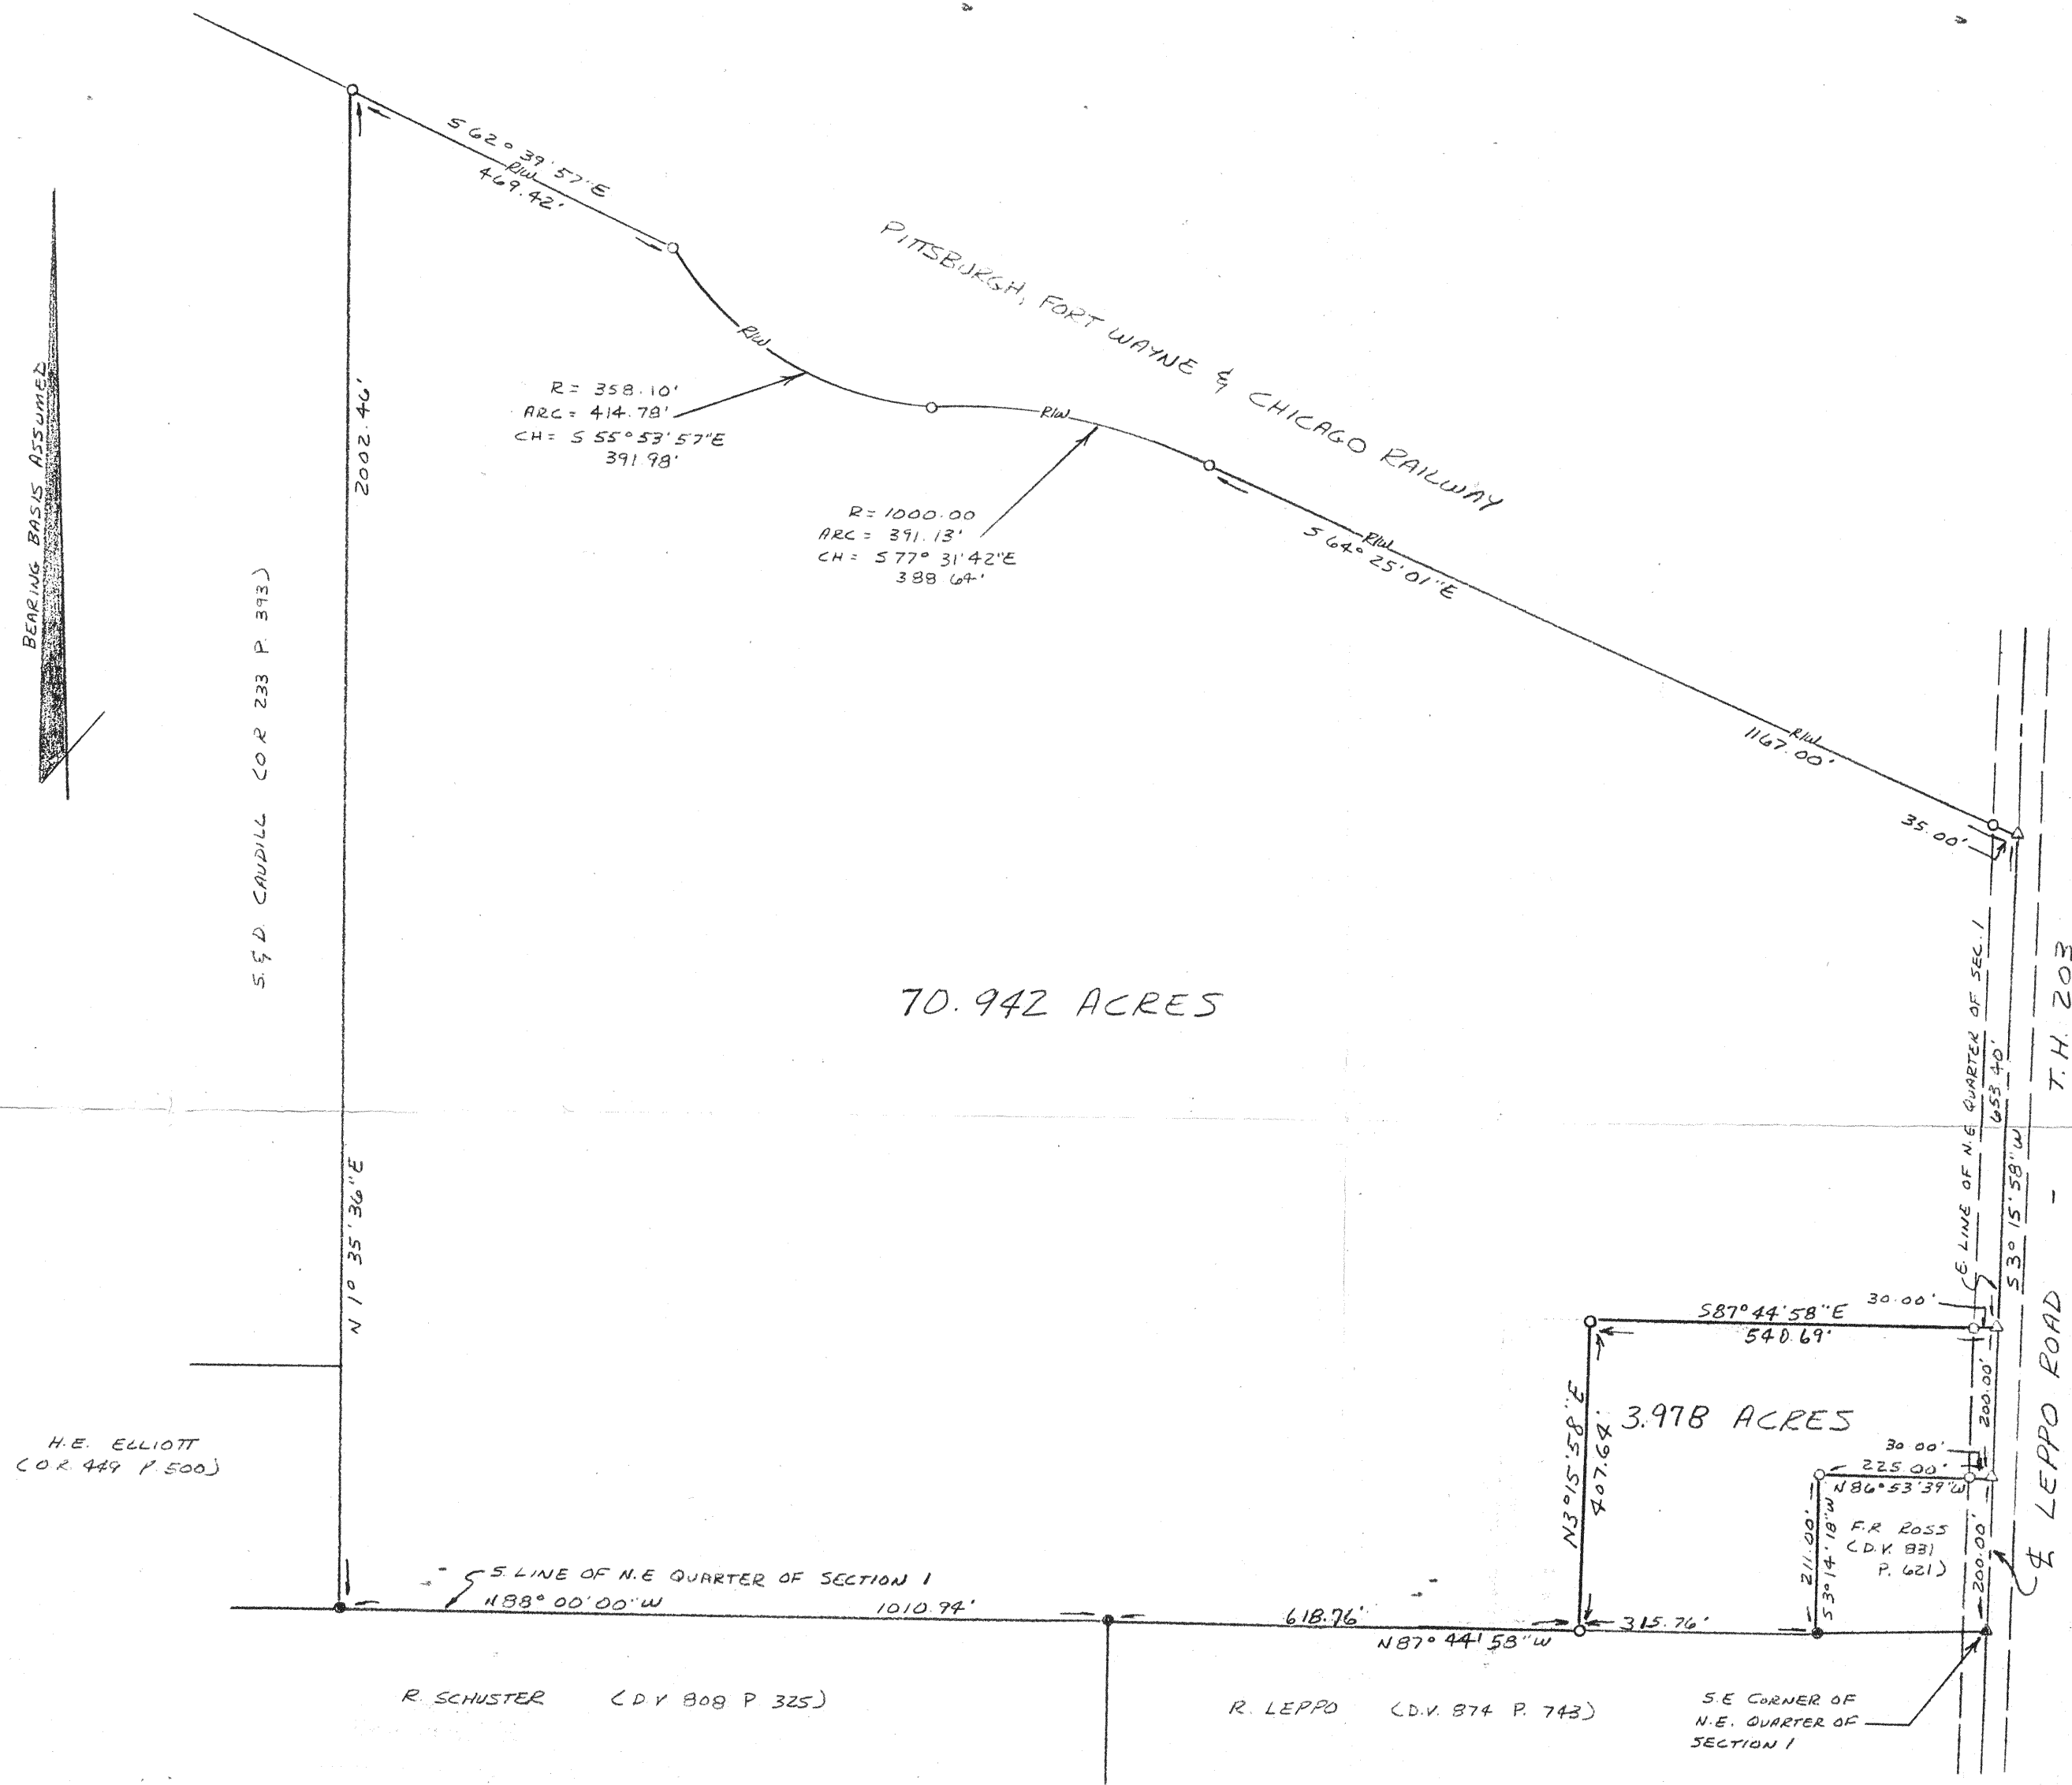 S 62° 39' 57" E
R/W
469.42'
PITTSBURGH, FORT WAYNE & CHICAGO RAILWAY
BEARING BASIS ASSUMED
2002.46'
R/W
R = 358.10'
ARC = 414.78'
CH = S 55° 53' 57" E
391.98'
R/W
R = 1000.00
ARC = 391.13'
CH = S 77° 31' 42" E
388.64'
R/W
S 64° 25' 01" E
R/W
1167.00'
35.00'
S. & D. CAUDILL (O R 233 P. 393)
70.942 ACRES
E. LINE OF N.E. QUARTER OF SEC. 1
653.40'
S 3° 15' 58" W
T.H. 203 - ℄ LEPPO ROAD
N 1° 35' 36" E
S 87° 44' 58" E
30.00'
540.69'
N 3° 15' 58" E
407.64'
3.978 ACRES
200.00'
30.00'
225.00'
N 86° 53' 39" W
211.00'
S 3° 14' 18" W
F.R. ROSS
(D.V. 831
P. 621)
200.00'
H.E. ELLIOTT
(O.R. 449 P. 500)
S. LINE OF N.E QUARTER OF SECTION 1
N 88° 00' 00" W
1010.94'
618.76'
315.76'
N 87° 44' 58" W
R. SCHUSTER (D.V 808 P 325)
R. LEPPO (D.V. 874 P. 743)
S.E CORNER OF
N.E. QUARTER OF
SECTION 1